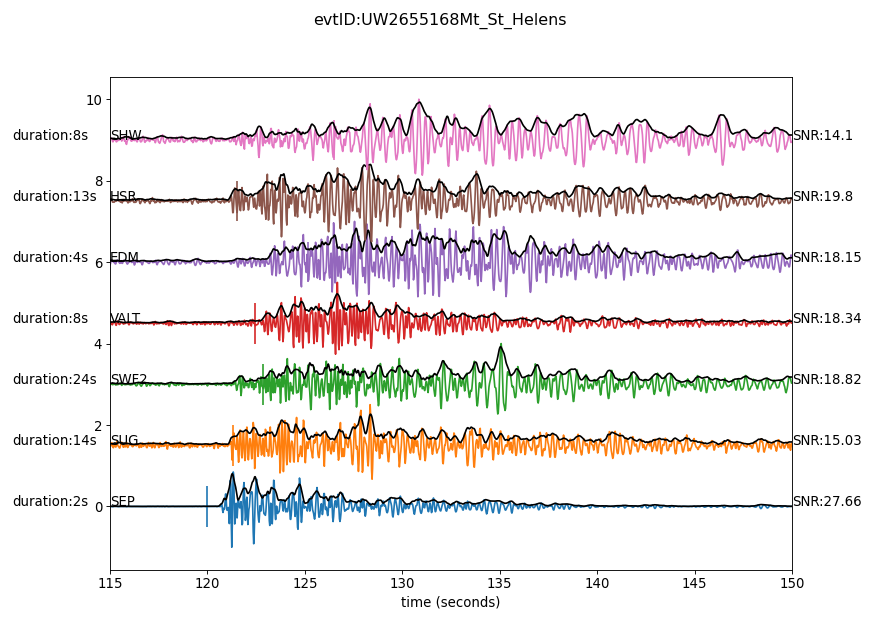 evtID:UW2655168Mt_St_Helens
10
duration:8s SHW SNR:14.1
8
duration:13s HSR SNR:19.8
duration:4s EDM SNR:18.15
6
duration:8s VALT SNR:18.34
4
duration:24s SWF2 SNR:18.82
2
duration:14s SUG SNR:15.03
duration:2s SEP SNR:27.66
0
115 120 125 130 135 140 145 150
time (seconds)